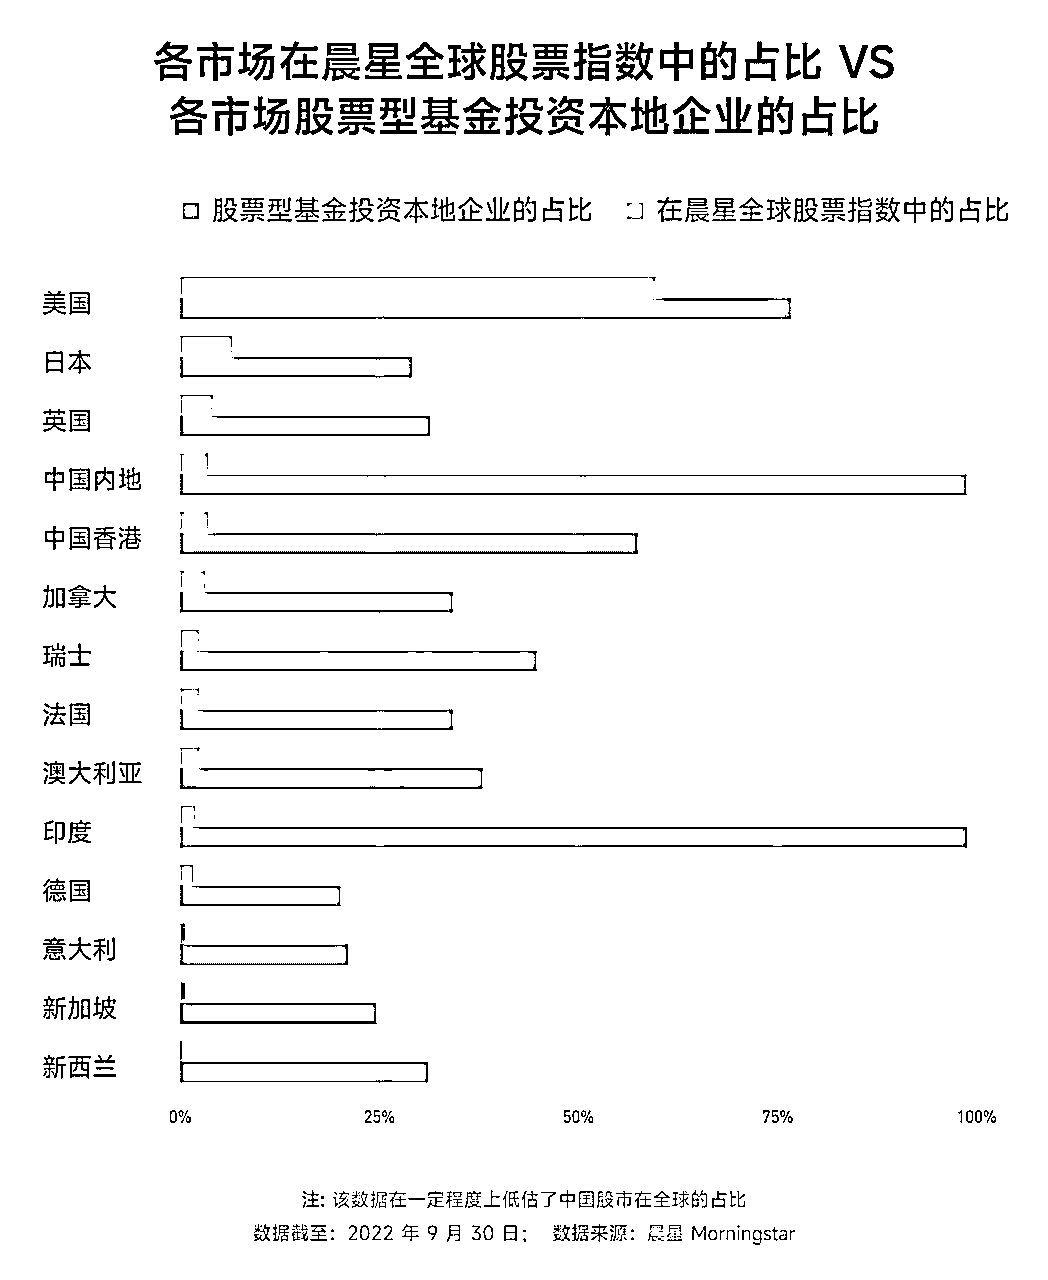 各市场在晨星全球股票指数中的占比 VS
各市场股票型基金投资本地企业的占比
股票型基金投资本地企业的占比 在晨星全球股票指数中的占比
美国
日本
英国
中国内地
中国香港
加拿大
瑞士
法国
澳大利亚
印度
德国
意大利
新加坡
新西兰
0% 25% 50% 75% 100%
注: 该数据在一定程度上低估了中国股市在全球的占比
数据截至：2022 年 9 月 30 日； 数据来源：晨星 Morningstar